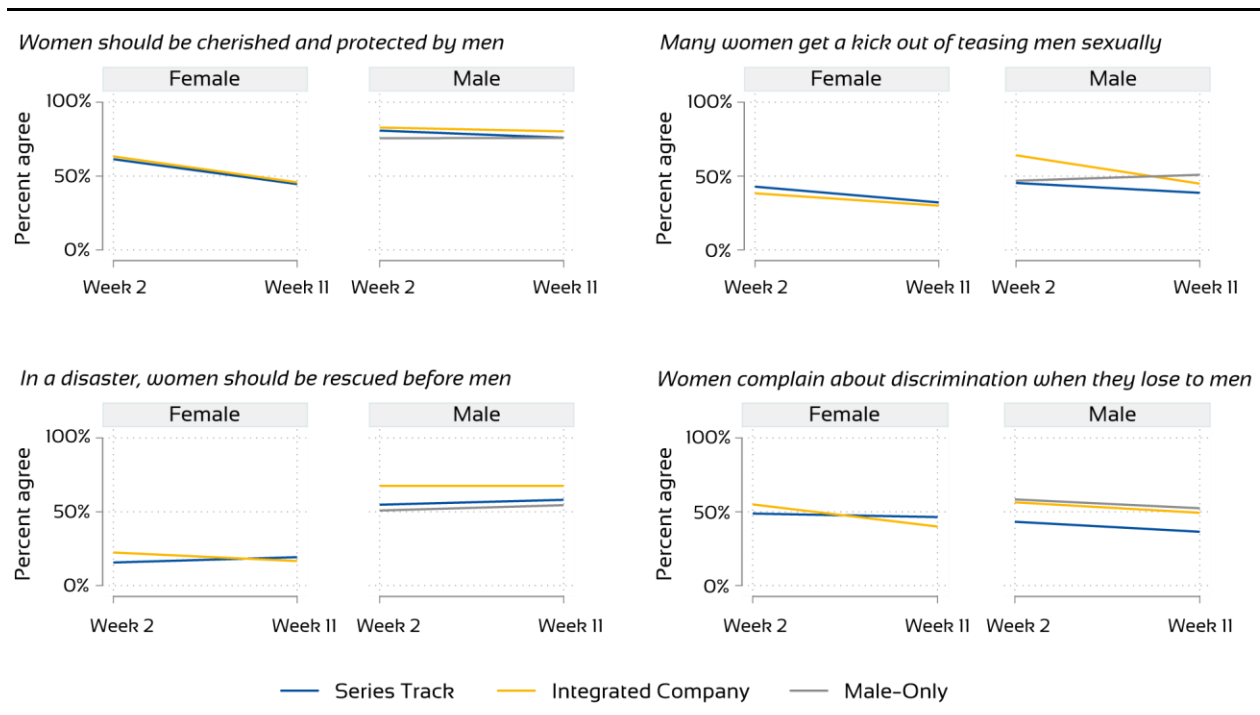 Women should be cherished and protected by men
Female
Male
Percent agree
100%
50%
0%
Week 2
Week 11
Week 2
Week 11
Many women get a kick out of teasing men sexually
Female
Male
Percent agree
100%
50%
0%
Week 2
Week 11
Week 2
Week 11
In a disaster, women should be rescued before men
Female
Male
Percent agree
100%
50%
0%
Week 2
Week 11
Week 2
Week 11
Women complain about discrimination when they lose to men
Female
Male
Percent agree
100%
50%
0%
Week 2
Week 11
Week 2
Week 11
Series Track
Integrated Company
Male-Only